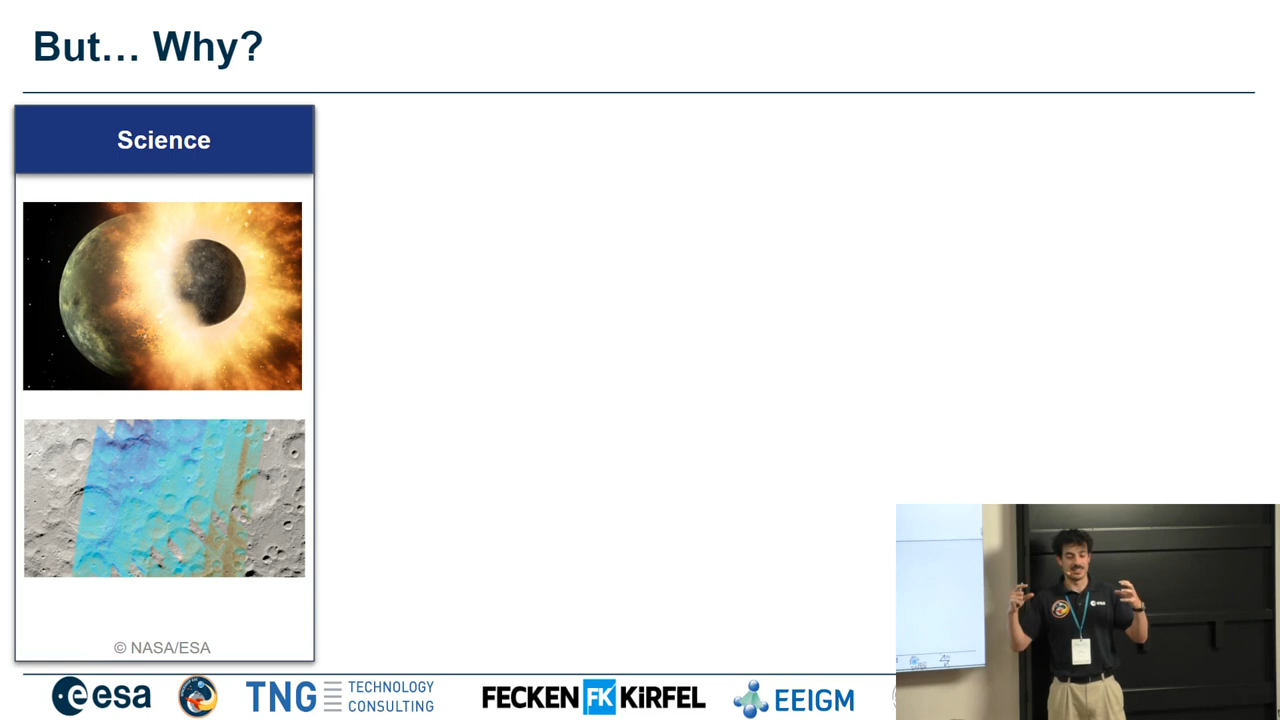 But… Why?
Science
© NASA/ESA
esa
TNG TECHNOLOGY CONSULTING
FECKEN FK KiRFEL
EEIGM